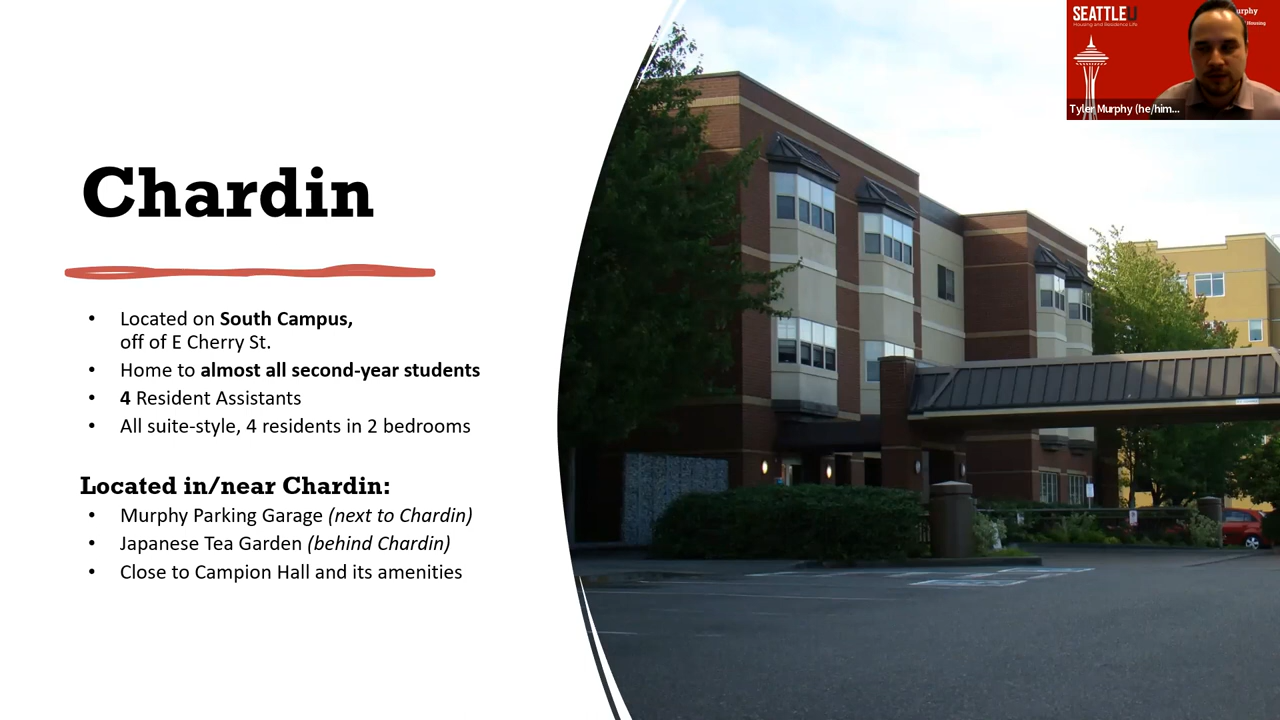 Chardin
• Located on South Campus,
off of E Cherry St.
• Home to almost all second-year students
• 4 Resident Assistants
• All suite-style, 4 residents in 2 bedrooms
Located in/near Chardin:
• Murphy Parking Garage (next to Chardin)
• Japanese Tea Garden (behind Chardin)
• Close to Campion Hall and its amenities
SEATTLEU
Housing and Residence Life
urphy
Housing
Tyler Murphy (he/him...